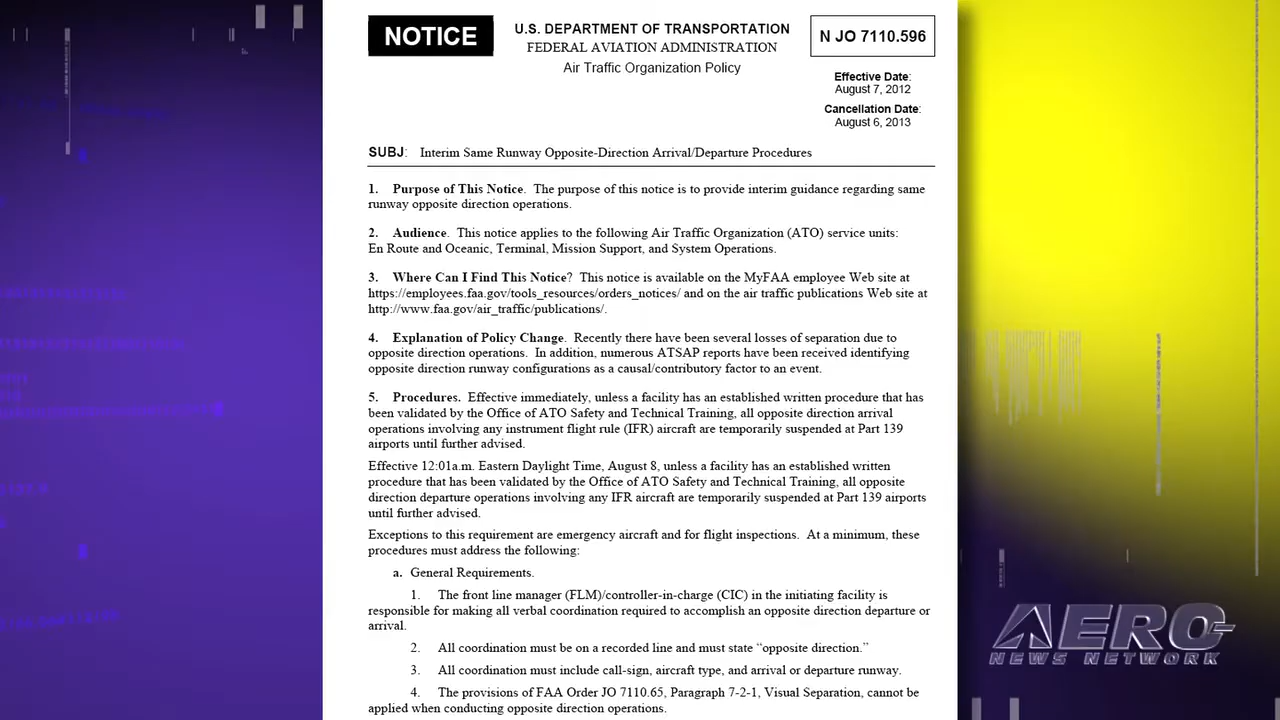 NOTICE
U.S. DEPARTMENT OF TRANSPORTATION
FEDERAL AVIATION ADMINISTRATION
Air Traffic Organization Policy
N JO 7110.596
Effective Date:
August 7, 2012
Cancellation Date:
August 6, 2013
SUBJ: Interim Same Runway Opposite-Direction Arrival/Departure Procedures
1. Purpose of This Notice. The purpose of this notice is to provide interim guidance regarding same
runway opposite direction operations.
2. Audience. This notice applies to the following Air Traffic Organization (ATO) service units:
En Route and Oceanic, Terminal, Mission Support, and System Operations.
3. Where Can I Find This Notice? This notice is available on the MyFAA employee Web site at
https://employees.faa.gov/tools_resources/orders_notices/ and on the air traffic publications Web site at
http://www.faa.gov/air_traffic/publications/.
4. Explanation of Policy Change. Recently there have been several losses of separation due to
opposite direction operations. In addition, numerous ATSAP reports have been received identifying
opposite direction runway configurations as a causal/contributory factor to an event.
5. Procedures. Effective immediately, unless a facility has an established written procedure that has
been validated by the Office of ATO Safety and Technical Training, all opposite direction arrival
operations involving any instrument flight rule (IFR) aircraft are temporarily suspended at Part 139
airports until further advised.
Effective 12:01a.m. Eastern Daylight Time, August 8, unless a facility has an established written
procedure that has been validated by the Office of ATO Safety and Technical Training, all opposite
direction departure operations involving any IFR aircraft are temporarily suspended at Part 139 airports
until further advised.
Exceptions to this requirement are emergency aircraft and for flight inspections. At a minimum, these
procedures must address the following:
a. General Requirements.
1. The front line manager (FLM)/controller-in-charge (CIC) in the initiating facility is
responsible for making all verbal coordination required to accomplish an opposite direction departure or
arrival.
2. All coordination must be on a recorded line and must state “opposite direction.”
3. All coordination must include call-sign, aircraft type, and arrival or departure runway.
4. The provisions of FAA Order JO 7110.65, Paragraph 7-2-1, Visual Separation, cannot be
applied when conducting opposite direction operations.
AERO-
NEWS NETWORK